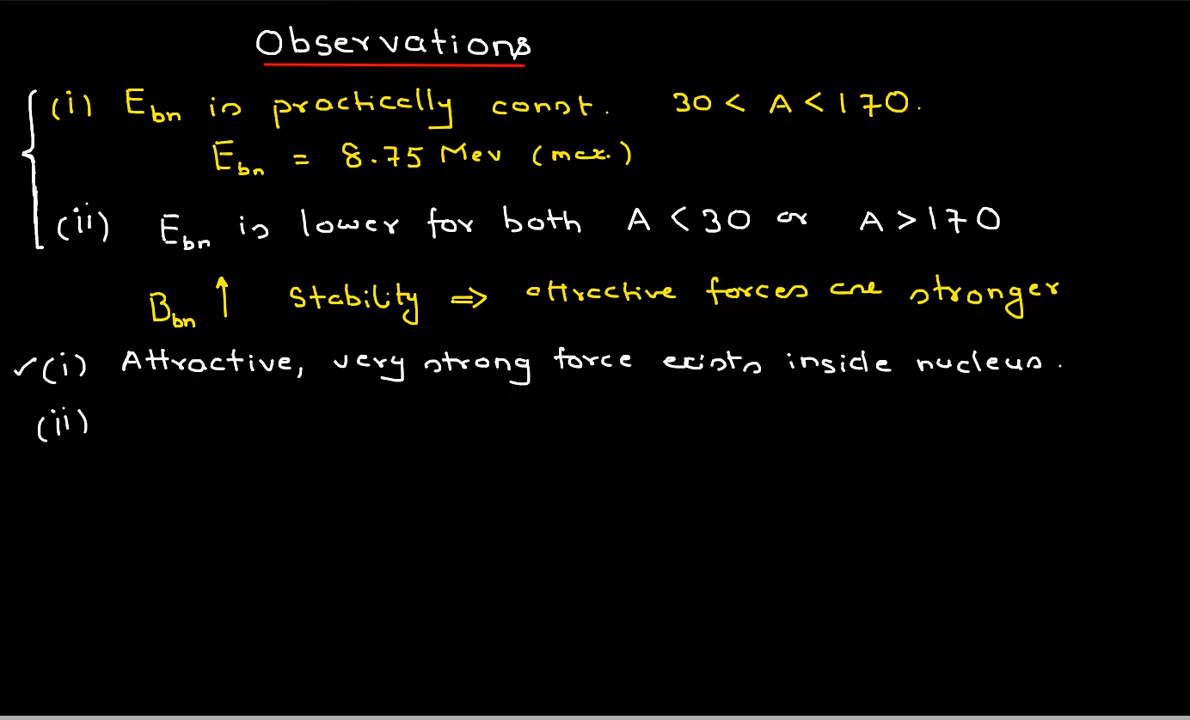 Observations
(i) Ebn is practically const. 30 < A < 170.
Ebn = 8.75 Mev (max.)
(ii) Ebn is lower for both A < 30 or A > 170
Bbn ↑ Stability ⇒ attractive forces are stronger
✓(i) Attractive, very strong force exists inside nucleus.
(ii)